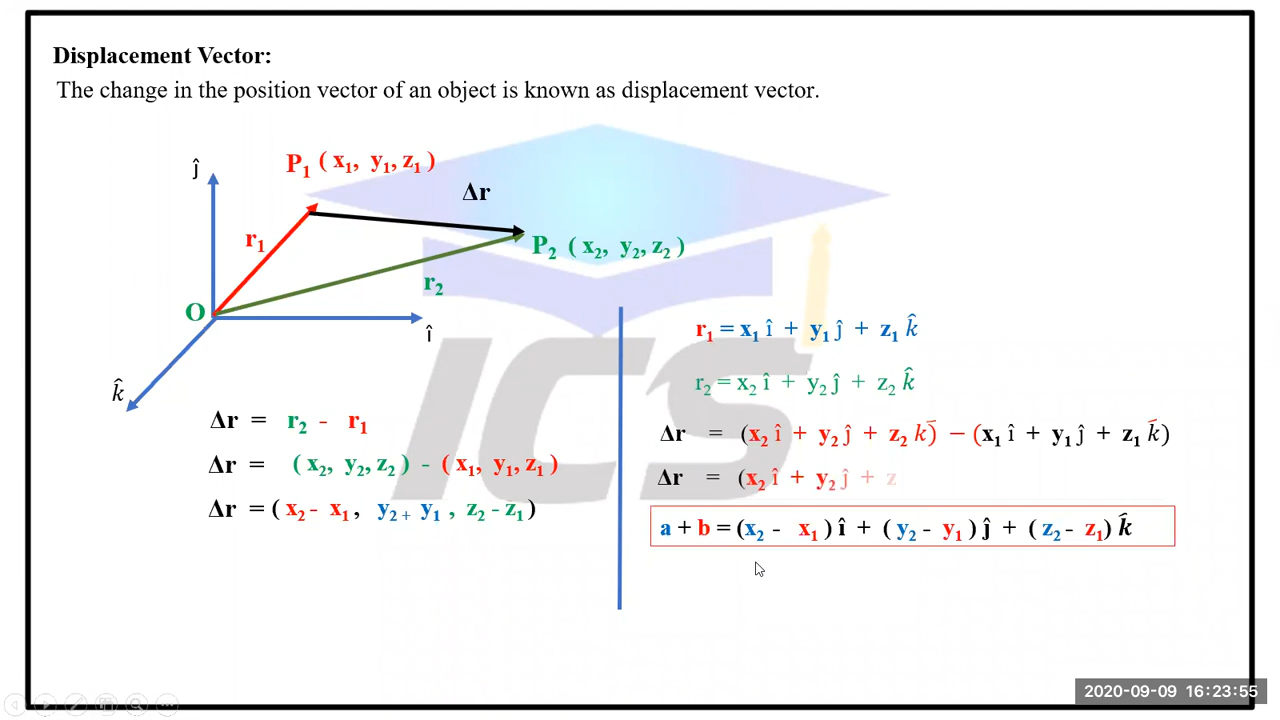 Displacement Vector:
The change in the position vector of an object is known as displacement vector.
ĵ
P₁ ( x₁, y₁, z₁ )
Δr
r₁
P₂ ( x₂, y₂, z₂ )
r₂
O
î
k̂
Δr = r₂ - r₁
Δr = ( x₂, y₂, z₂ ) - ( x₁, y₁, z₁ )
Δr = ( x₂ - x₁ , y₂ + y₁ , z₂ - z₁ )
r₁ = x₁ î + y₁ ĵ + z₁ k̂
r₂ = x₂ î + y₂ ĵ + z₂ k̂
Δr = (x₂ î + y₂ ĵ + z₂ k̂) − (x₁ î + y₁ ĵ + z₁ k̂)
Δr = (x₂ î + y₂ ĵ + z
a + b = (x₂ - x₁ ) î + ( y₂ - y₁ ) ĵ + ( z₂ - z₁) k̂
ICS
2020-09-09 16:23:55